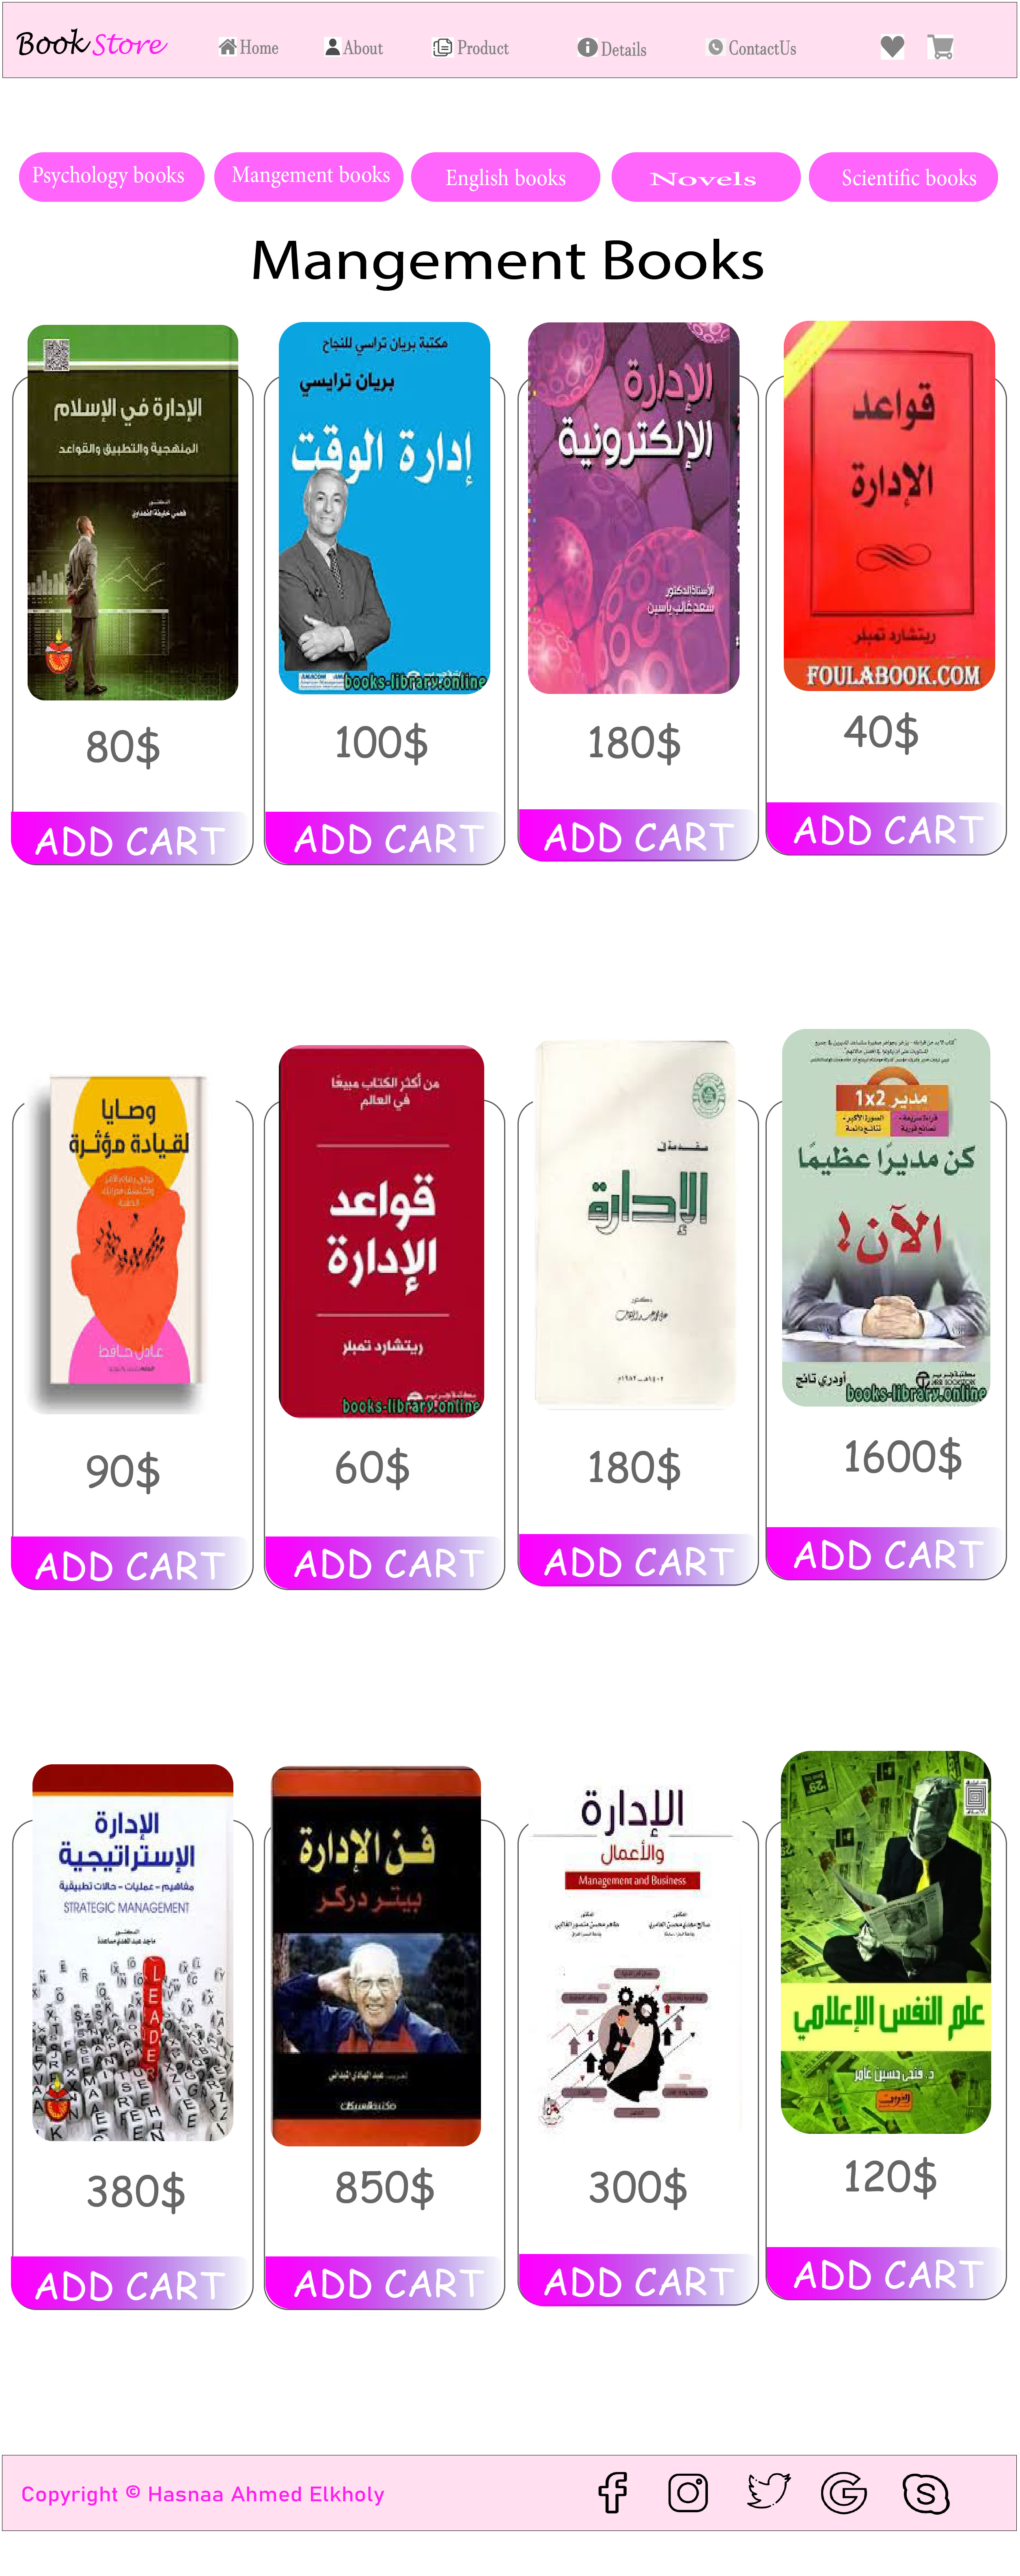 Book Store
Home
About
Product
Details
ContactUs
Psychology books
Mangement books
English books
Novels
Scientific books
Mangement Books
الإدارة في الإسلام
المنهجية والتطبيق والقواعد
الدكتور
80$
ADD CART
مكتبة بريان تراسي للنجاح
بريان ترايسي
إدارة الوقت
books-library.online
100$
ADD CART
الإدارة
الإلكترونية
الأستاذ الدكتور
سعد غالب ياسين
180$
ADD CART
قواعد
الإدارة
ريتشارد تمبلر
FOULABOOK.COM
40$
ADD CART
وصايا
لقيادة مؤثرة
عادل حافظ
90$
ADD CART
من أكثر الكتاب مبيعًا
في العالم
قواعد
الإدارة
ريتشارد تمبلر
books-library.online
60$
ADD CART
مقدمة في
الإدارة
دكتور
180$
ADD CART
مدير 1x2
كن مديرًا عظيمًا
الآن!
أودري تانج
books-library.online
1600$
ADD CART
الإدارة
الإستراتيجية
مفاهيم - عمليات - حالات تطبيقية
STRATEGIC MANAGEMENT
الدكتور
ماجد عبد المهدي مساعدة
LEADER
380$
ADD CART
فن الإدارة
بيتر دركر
850$
ADD CART
الإدارة
والأعمال
Management and Business
300$
ADD CART
علم النفس الإعلامي
د. فتحي حسين عامر
120$
ADD CART
Copyright © Hasnaa Ahmed Elkholy